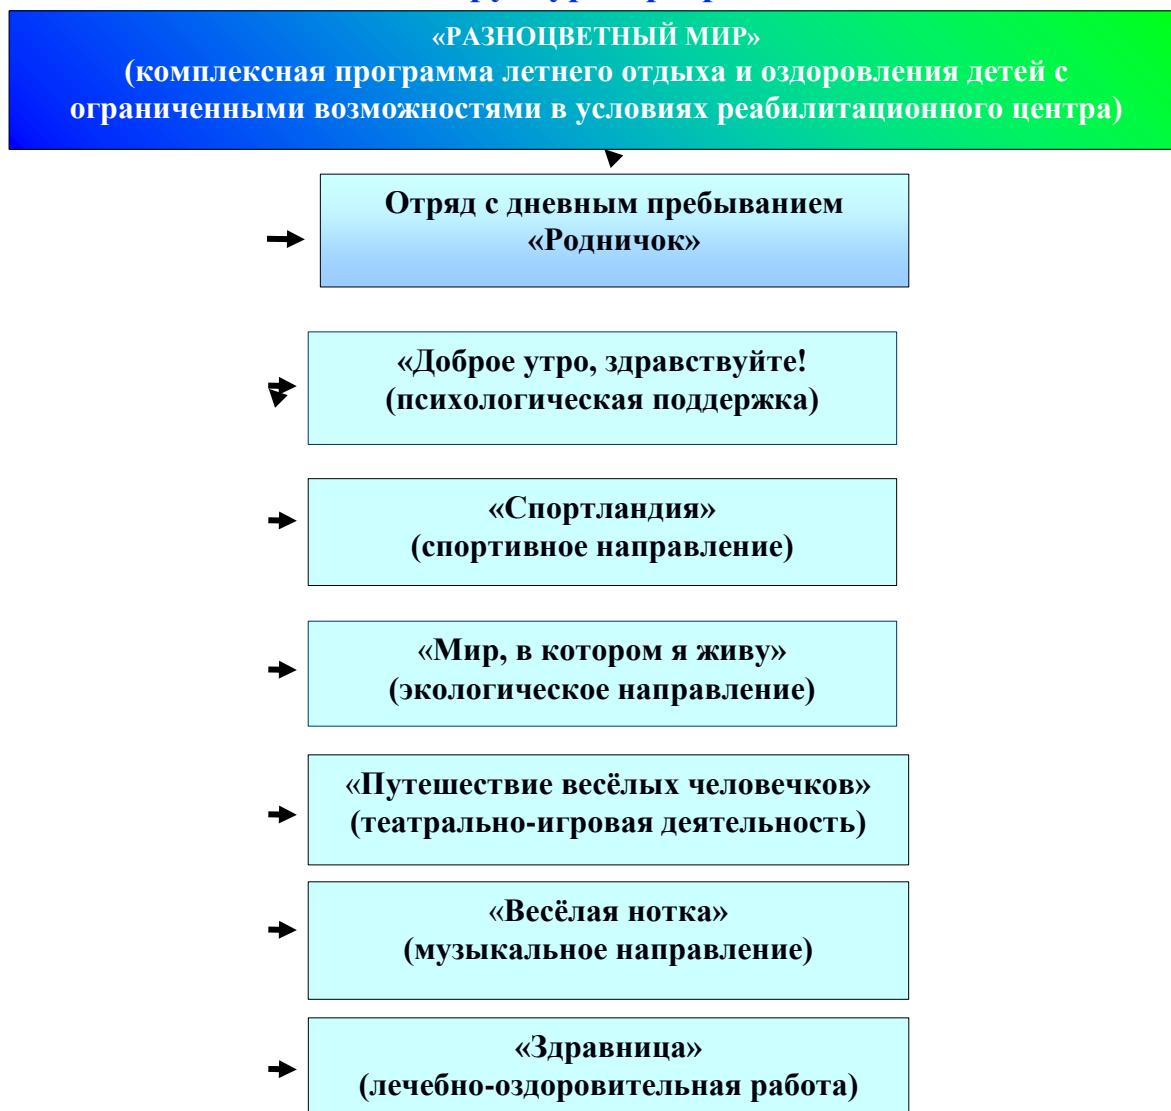 «РАЗНОЦВЕТНЫЙ МИР»
(комплексная программа летнего отдыха и оздоровления детей с
ограниченными возможностями в условиях реабилитационного центра)
Отряд с дневным пребыванием
«Родничок»
«Доброе утро, здравствуйте!
(психологическая поддержка)
«Спортландия»
(спортивное направление)
«Мир, в котором я живу»
(экологическое направление)
«Путешествие весёлых человечков»
(театрально-игровая деятельность)
«Весёлая нотка»
(музыкальное направление)
«Здравница»
(лечебно-оздоровительная работа)